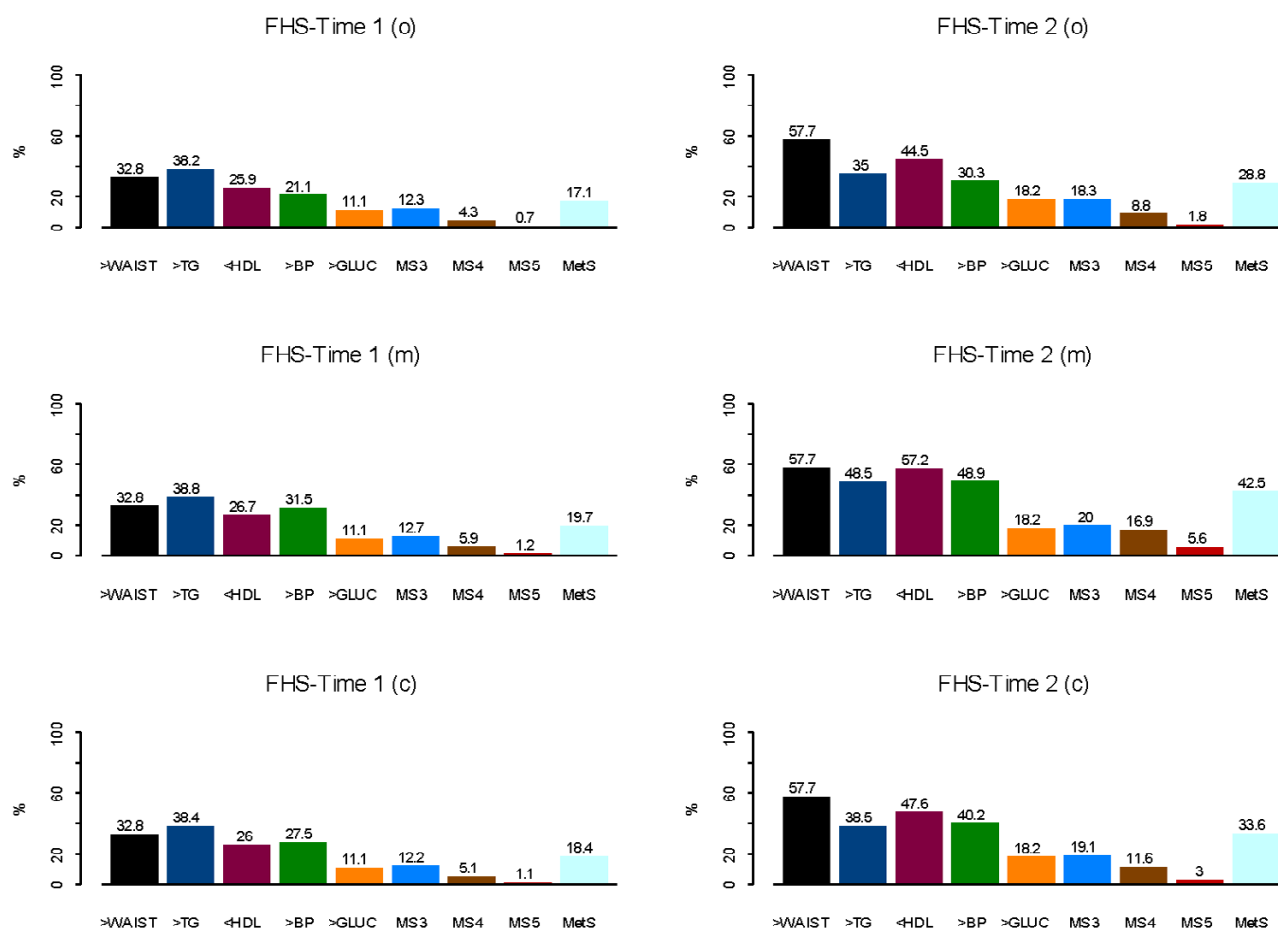 FHS-Time 1 (o)
%
0 20 60 100
32.8 38.2 25.9 21.1 11.1 12.3 4.3 0.7 17.1
>WAIST >TG <HDL >BP >GLUC MS3 MS4 MS5 MetS
FHS-Time 2 (o)
%
0 20 60 100
57.7 35 44.5 30.3 18.2 18.3 8.8 1.8 28.8
>WAIST >TG <HDL >BP >GLUC MS3 MS4 MS5 MetS
FHS-Time 1 (m)
%
0 20 60 100
32.8 38.8 26.7 31.5 11.1 12.7 5.9 1.2 19.7
>WAIST >TG <HDL >BP >GLUC MS3 MS4 MS5 MetS
FHS-Time 2 (m)
%
0 20 60 100
57.7 48.5 57.2 48.9 18.2 20 16.9 5.6 42.5
>WAIST >TG <HDL >BP >GLUC MS3 MS4 MS5 MetS
FHS-Time 1 (c)
%
0 20 60 100
32.8 38.4 26 27.5 11.1 12.2 5.1 1.1 18.4
>WAIST >TG <HDL >BP >GLUC MS3 MS4 MS5 MetS
FHS-Time 2 (c)
%
0 20 60 100
57.7 38.5 47.6 40.2 18.2 19.1 11.6 3 33.6
>WAIST >TG <HDL >BP >GLUC MS3 MS4 MS5 MetS